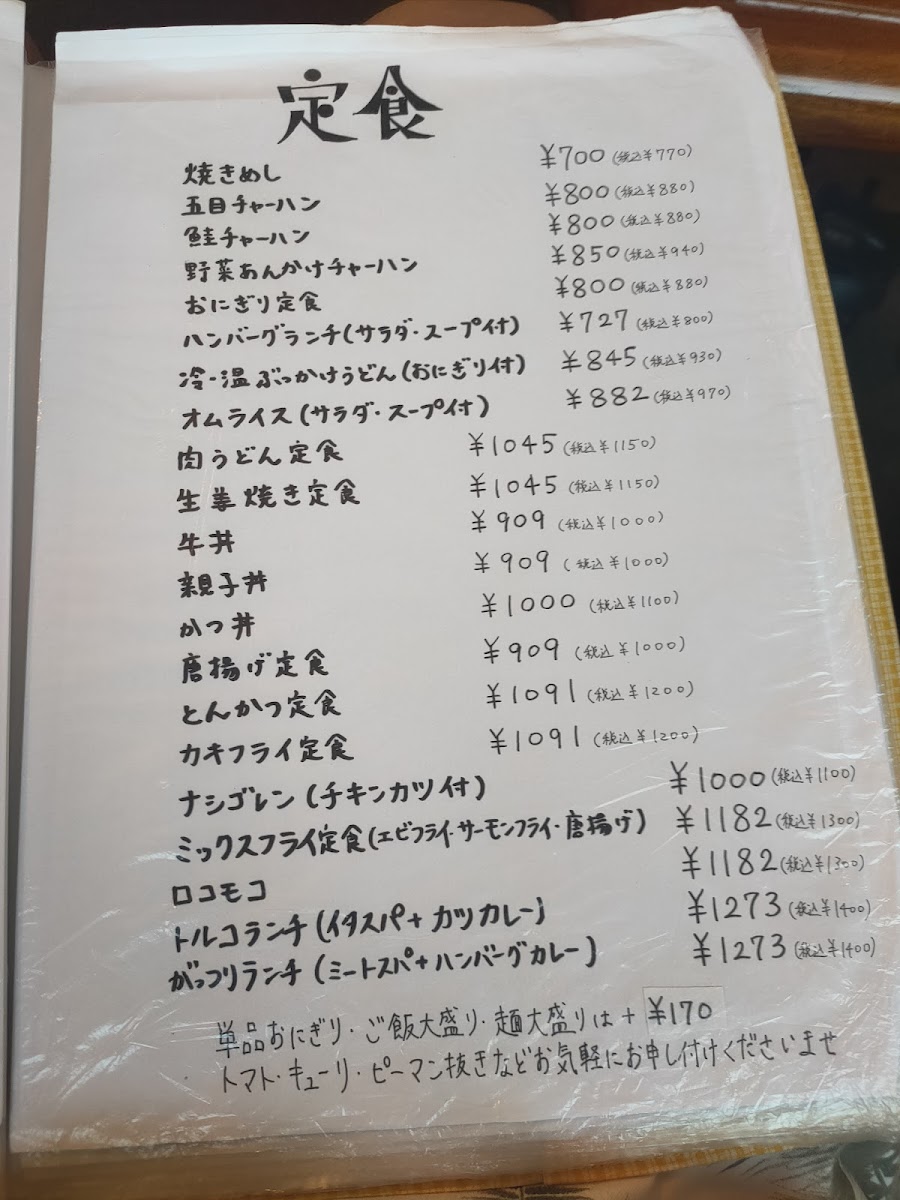 定食
焼きめし ¥700(税込¥770)
五目チャーハン ¥800(税込¥880)
鮭チャーハン ¥800(税込¥880)
野菜あんかけチャーハン ¥850(税込¥940)
おにぎり定食 ¥800(税込¥880)
ハンバーグランチ(サラダ・スープ付) ¥727(税込¥800)
冷・温ぶっかけうどん(おにぎり付) ¥845(税込¥930)
オムライス(サラダ・スープ付) ¥882(税込¥970)
肉うどん定食 ¥1045(税込¥1150)
生姜焼き定食 ¥1045(税込¥1150)
牛丼 ¥909(税込¥1000)
親子丼 ¥909(税込¥1000)
かつ丼 ¥1000(税込¥1100)
唐揚げ定食 ¥909(税込¥1000)
とんかつ定食 ¥1091(税込¥1200)
カキフライ定食 ¥1091(税込¥1200)
ナシゴレン(チキンカツ付) ¥1000(税込¥1100)
ミックスフライ定食(エビフライ・サーモンフライ・唐揚げ) ¥1182(税込¥1300)
ロコモコ ¥1182(税込¥1300)
トルコランチ(イタスパ+カツカレー) ¥1273(税込¥1400)
がっつりランチ(ミートスパ+ハンバーグカレー) ¥1273(税込¥1400)
単品おにぎり・ご飯大盛り・麺大盛りは+¥170
トマト・キューリ・ピーマン抜きなどお気軽にお申し付けくださいませ